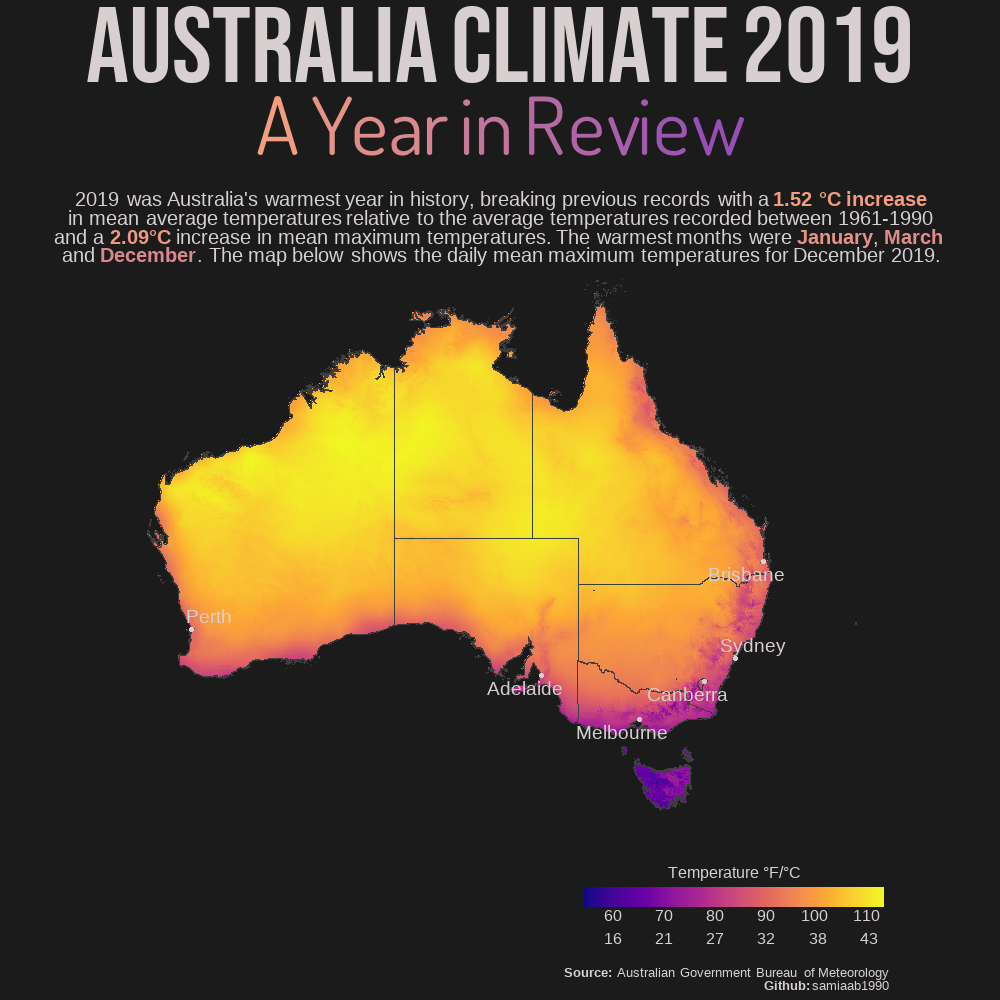 AUSTRALIA CLIMATE 2019
A Year in Review
2019 was Australia's warmest year in history, breaking previous records with a 1.52 °C increase
in mean average temperatures relative to the average temperatures recorded between 1961-1990
and a 2.09°C increase in mean maximum temperatures. The warmest months were January, March
and December. The map below shows the daily mean maximum temperatures for December 2019.
Brisbane
Perth
Sydney
Adelaide
Canberra
Melbourne
Temperature °F/°C
60 70 80 90 100 110
16 21 27 32 38 43
Source: Australian Government Bureau of Meteorology
Github: samiaab1990